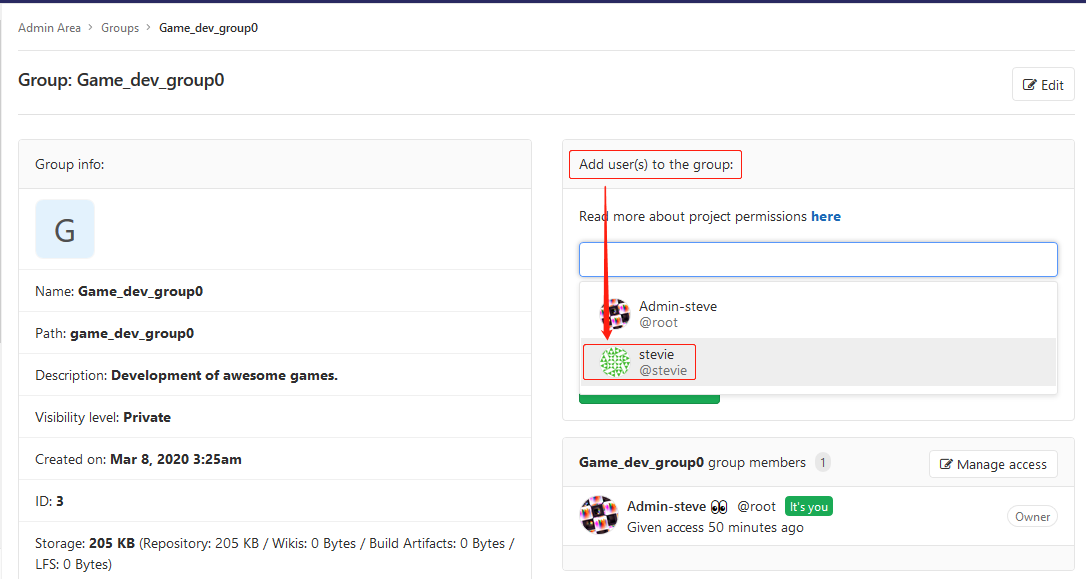 Admin Area > Groups > Game_dev_group0
Group: Game_dev_group0
Edit
Group info:
G
Name: Game_dev_group0
Path: game_dev_group0
Description: Development of awesome games.
Visibility level: Private
Created on: Mar 8, 2020 3:25am
ID: 3
Storage: 205 KB (Repository: 205 KB / Wikis: 0 Bytes / Build Artifacts: 0 Bytes /
LFS: 0 Bytes)
Add user(s) to the group:
Read more about project permissions here
Admin-steve
@root
stevie
@stevie
Game_dev_group0 group members 1
Manage access
Admin-steve 👀 @root It's you
Given access 50 minutes ago
Owner